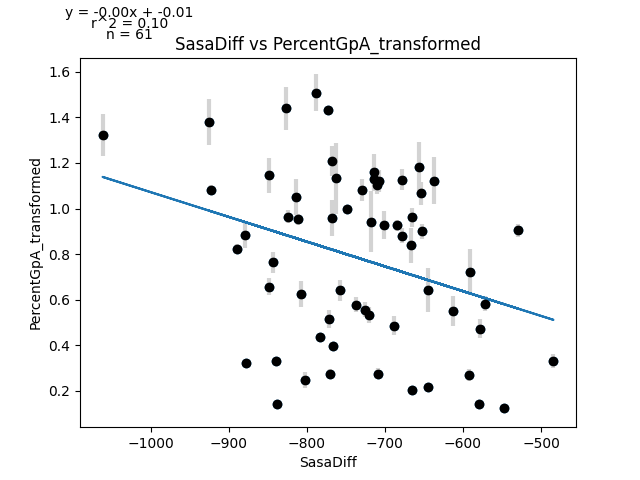 y = -0.00x + -0.01
r^2 = 0.10
n = 61
SasaDiff vs PercentGpA_transformed
1.6
1.4
1.2
1.0
0.8
0.6
0.4
0.2
PercentGpA_transformed
−1000
−900
−800
−700
−600
−500
SasaDiff